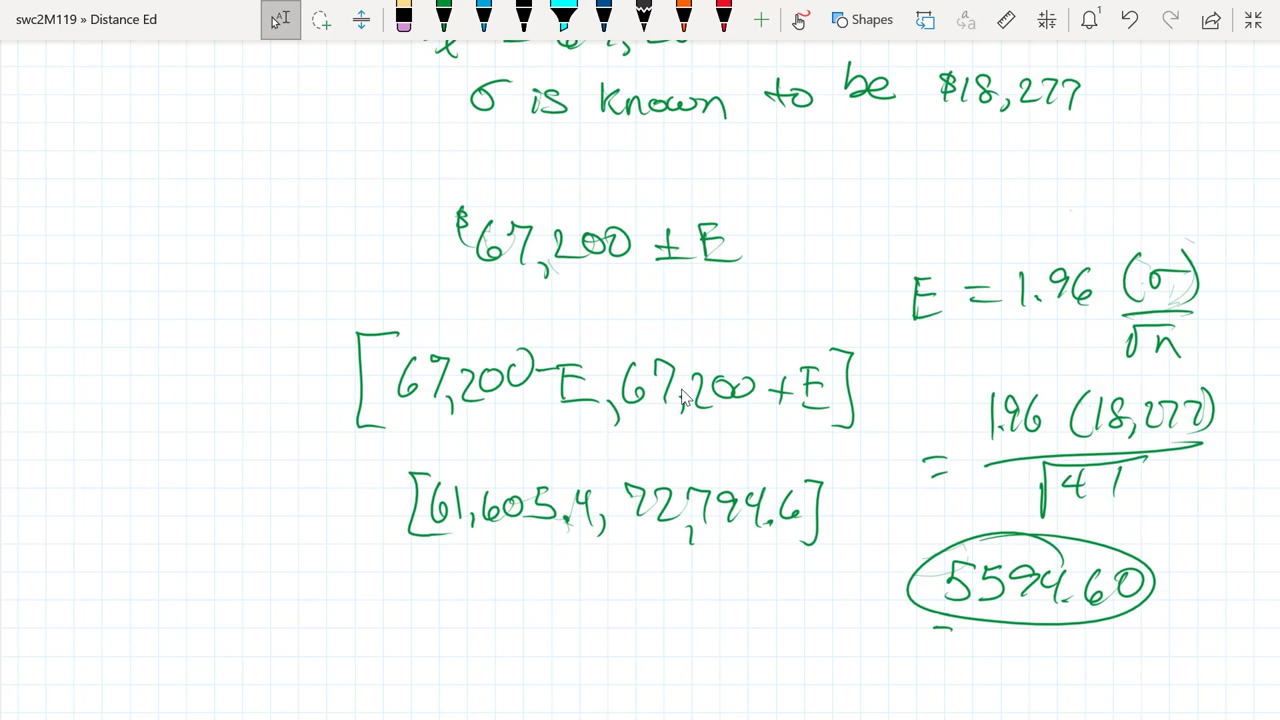 swc2M119 » Distance Ed
Shapes
σ is known to be $18,277
$67,200 ± E
E = 1.96 (σ)
√n
[67,200-E, 67,200+E]
= 1.96 (18,277)
√41
[61,605.4, 72,794.6]
5594.60
=